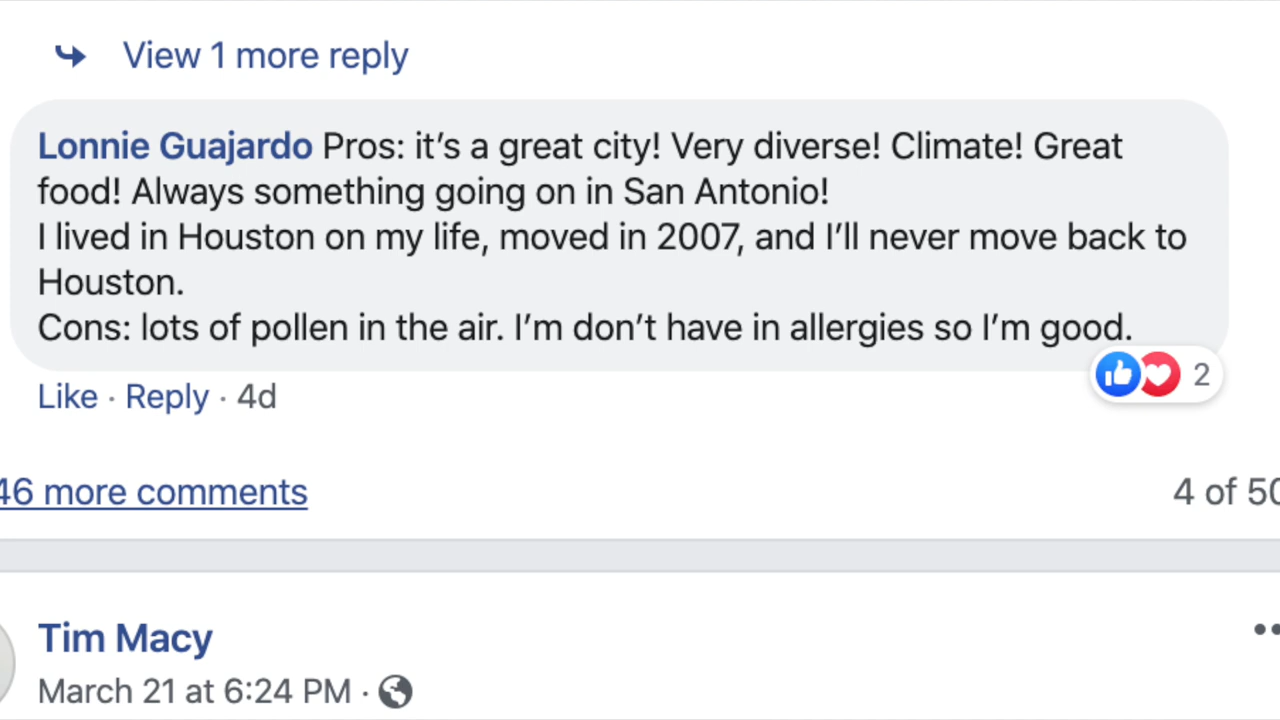 View 1 more reply
Lonnie Guajardo Pros: it's a great city! Very diverse! Climate! Great
food! Always something going on in San Antonio!
I lived in Houston on my life, moved in 2007, and I'll never move back to
Houston.
Cons: lots of pollen in the air. I'm don't have in allergies so I'm good.
2
Like · Reply · 4d
46 more comments
4 of 50
Tim Macy
March 21 at 6:24 PM ·